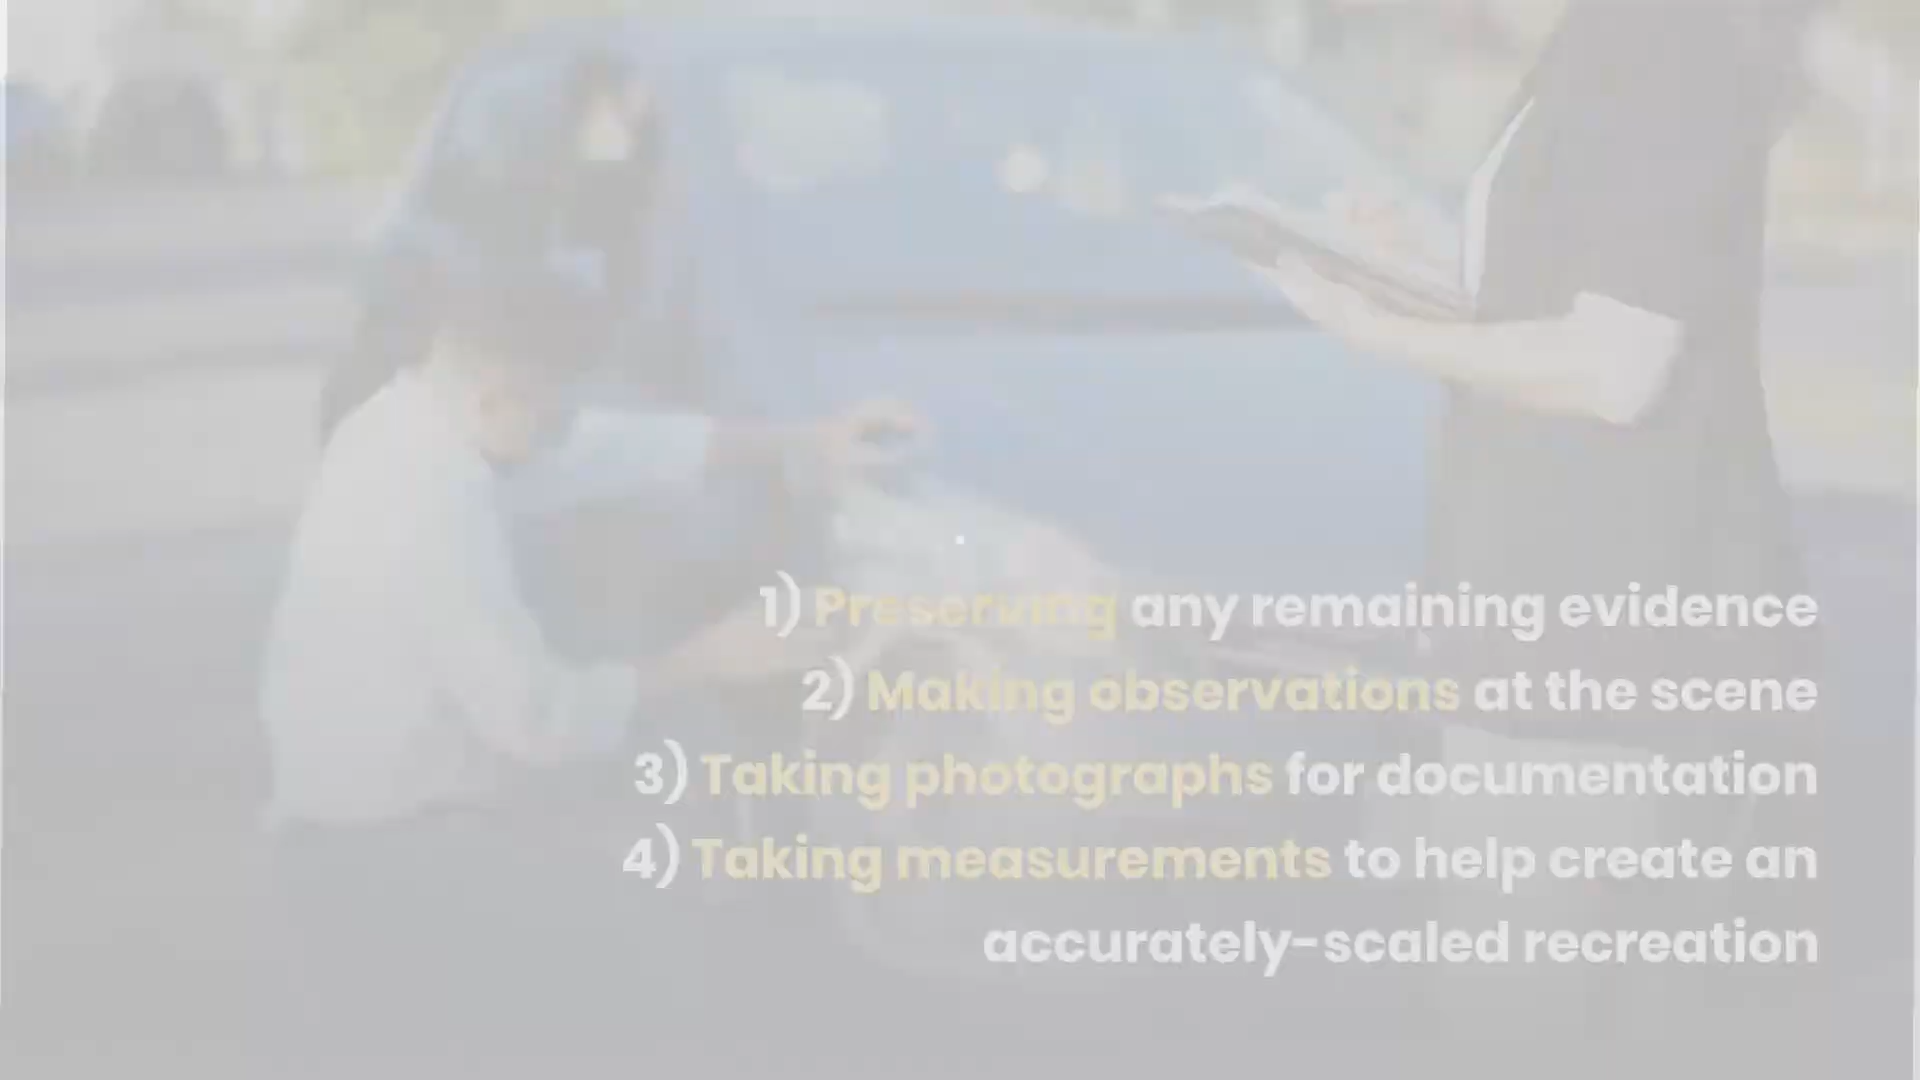 1) Preserving any remaining evidence
2) Making observations at the scene
3) Taking photographs for documentation
4) Taking measurements to help create an
accurately-scaled recreation